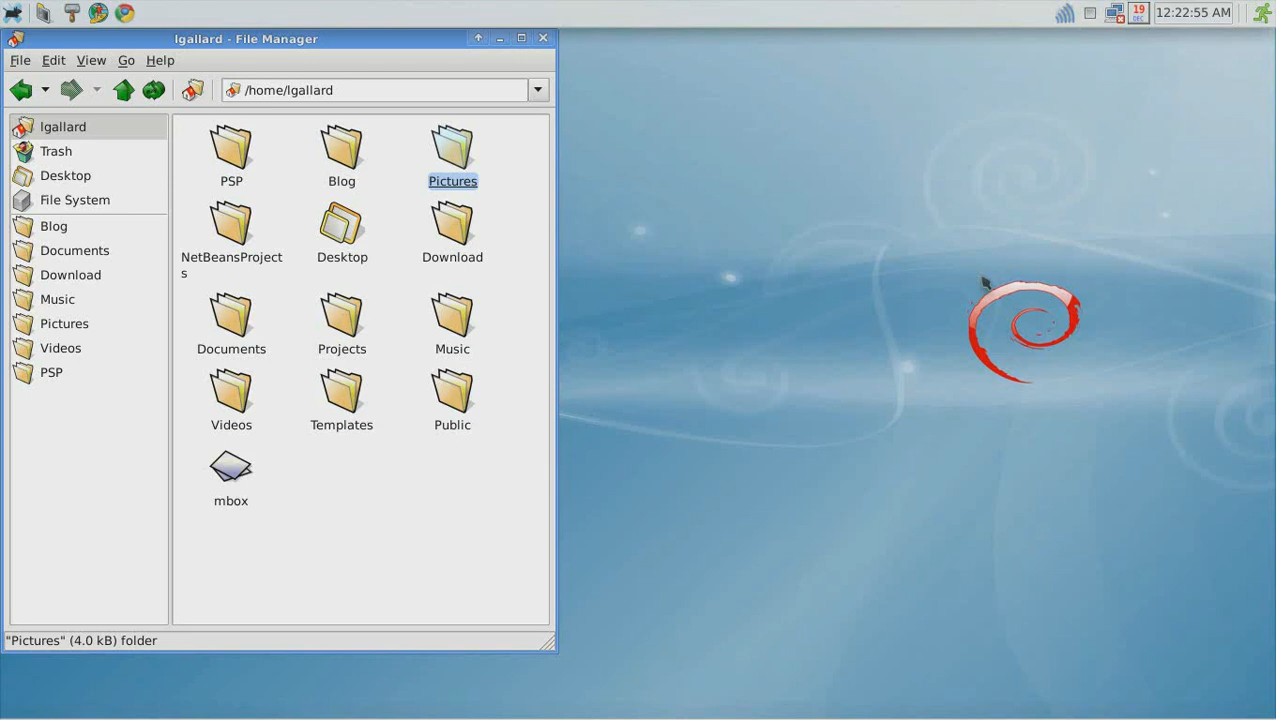 19
DEC
12:22:55 AM
lgallard - File Manager
File Edit View Go Help
/home/lgallard
lgallard
Trash
Desktop
File System
Blog
Documents
Download
Music
Pictures
Videos
PSP
PSP Blog Pictures
NetBeansProject
s
Desktop Download
Documents Projects Music
Videos Templates Public
mbox
"Pictures" (4.0 kB) folder